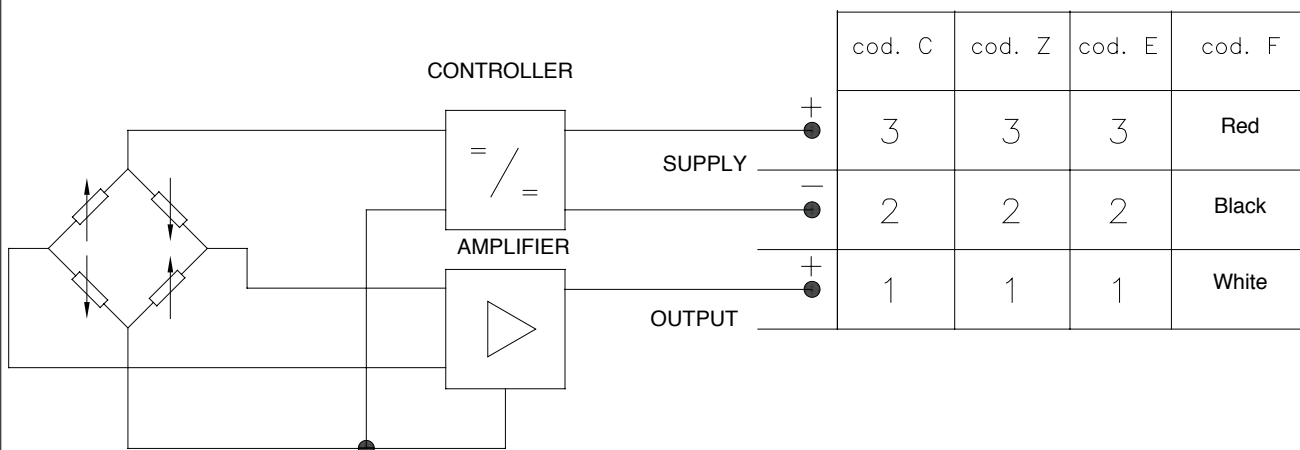 cod. C cod. Z cod. E cod. F
CONTROLLER
+ 3 3 3 Red
= / =
SUPPLY
− 2 2 2 Black
AMPLIFIER
+ 1 1 1 White
OUTPUT